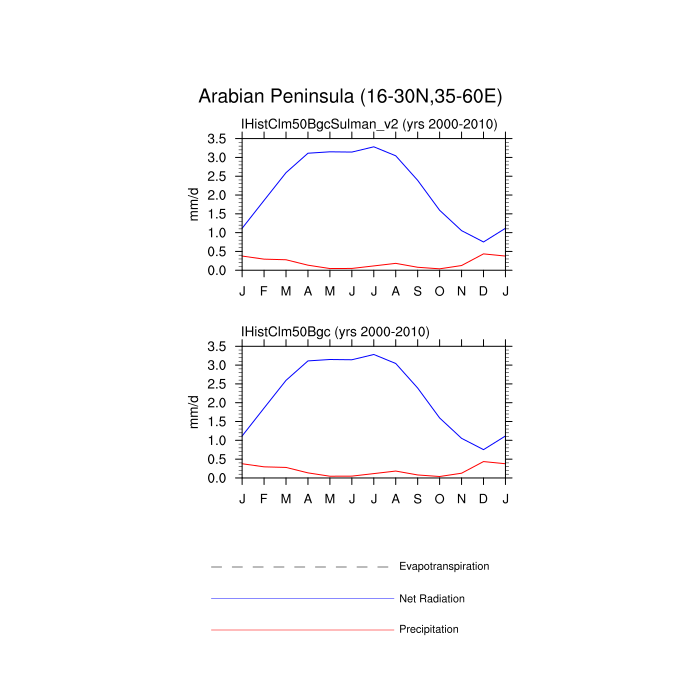 Arabian Peninsula (16-30N,35-60E)
IHistClm50BgcSulman_v2 (yrs 2000-2010)
3.5
3.0
2.5
2.0
1.5
1.0
0.5
0.0
mm/d
J F M A M J J A S O N D J
IHistClm50Bgc (yrs 2000-2010)
3.5
3.0
2.5
2.0
1.5
1.0
0.5
0.0
mm/d
J F M A M J J A S O N D J
Evapotranspiration
Net Radiation
Precipitation